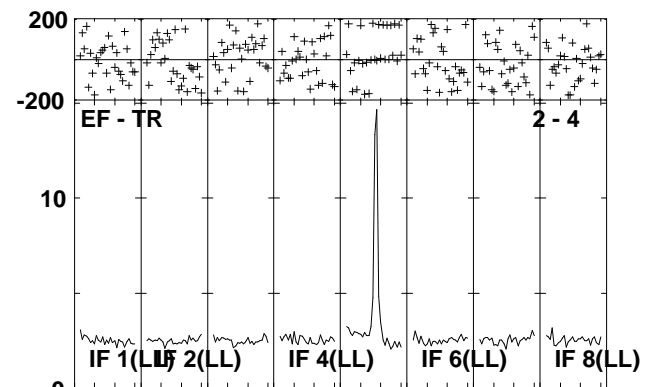 200
-200
EF - TR 2 - 4
10
IF 1(LL) IF 2(LL) IF 4(LL) IF 6(LL) IF 8(LL)
0